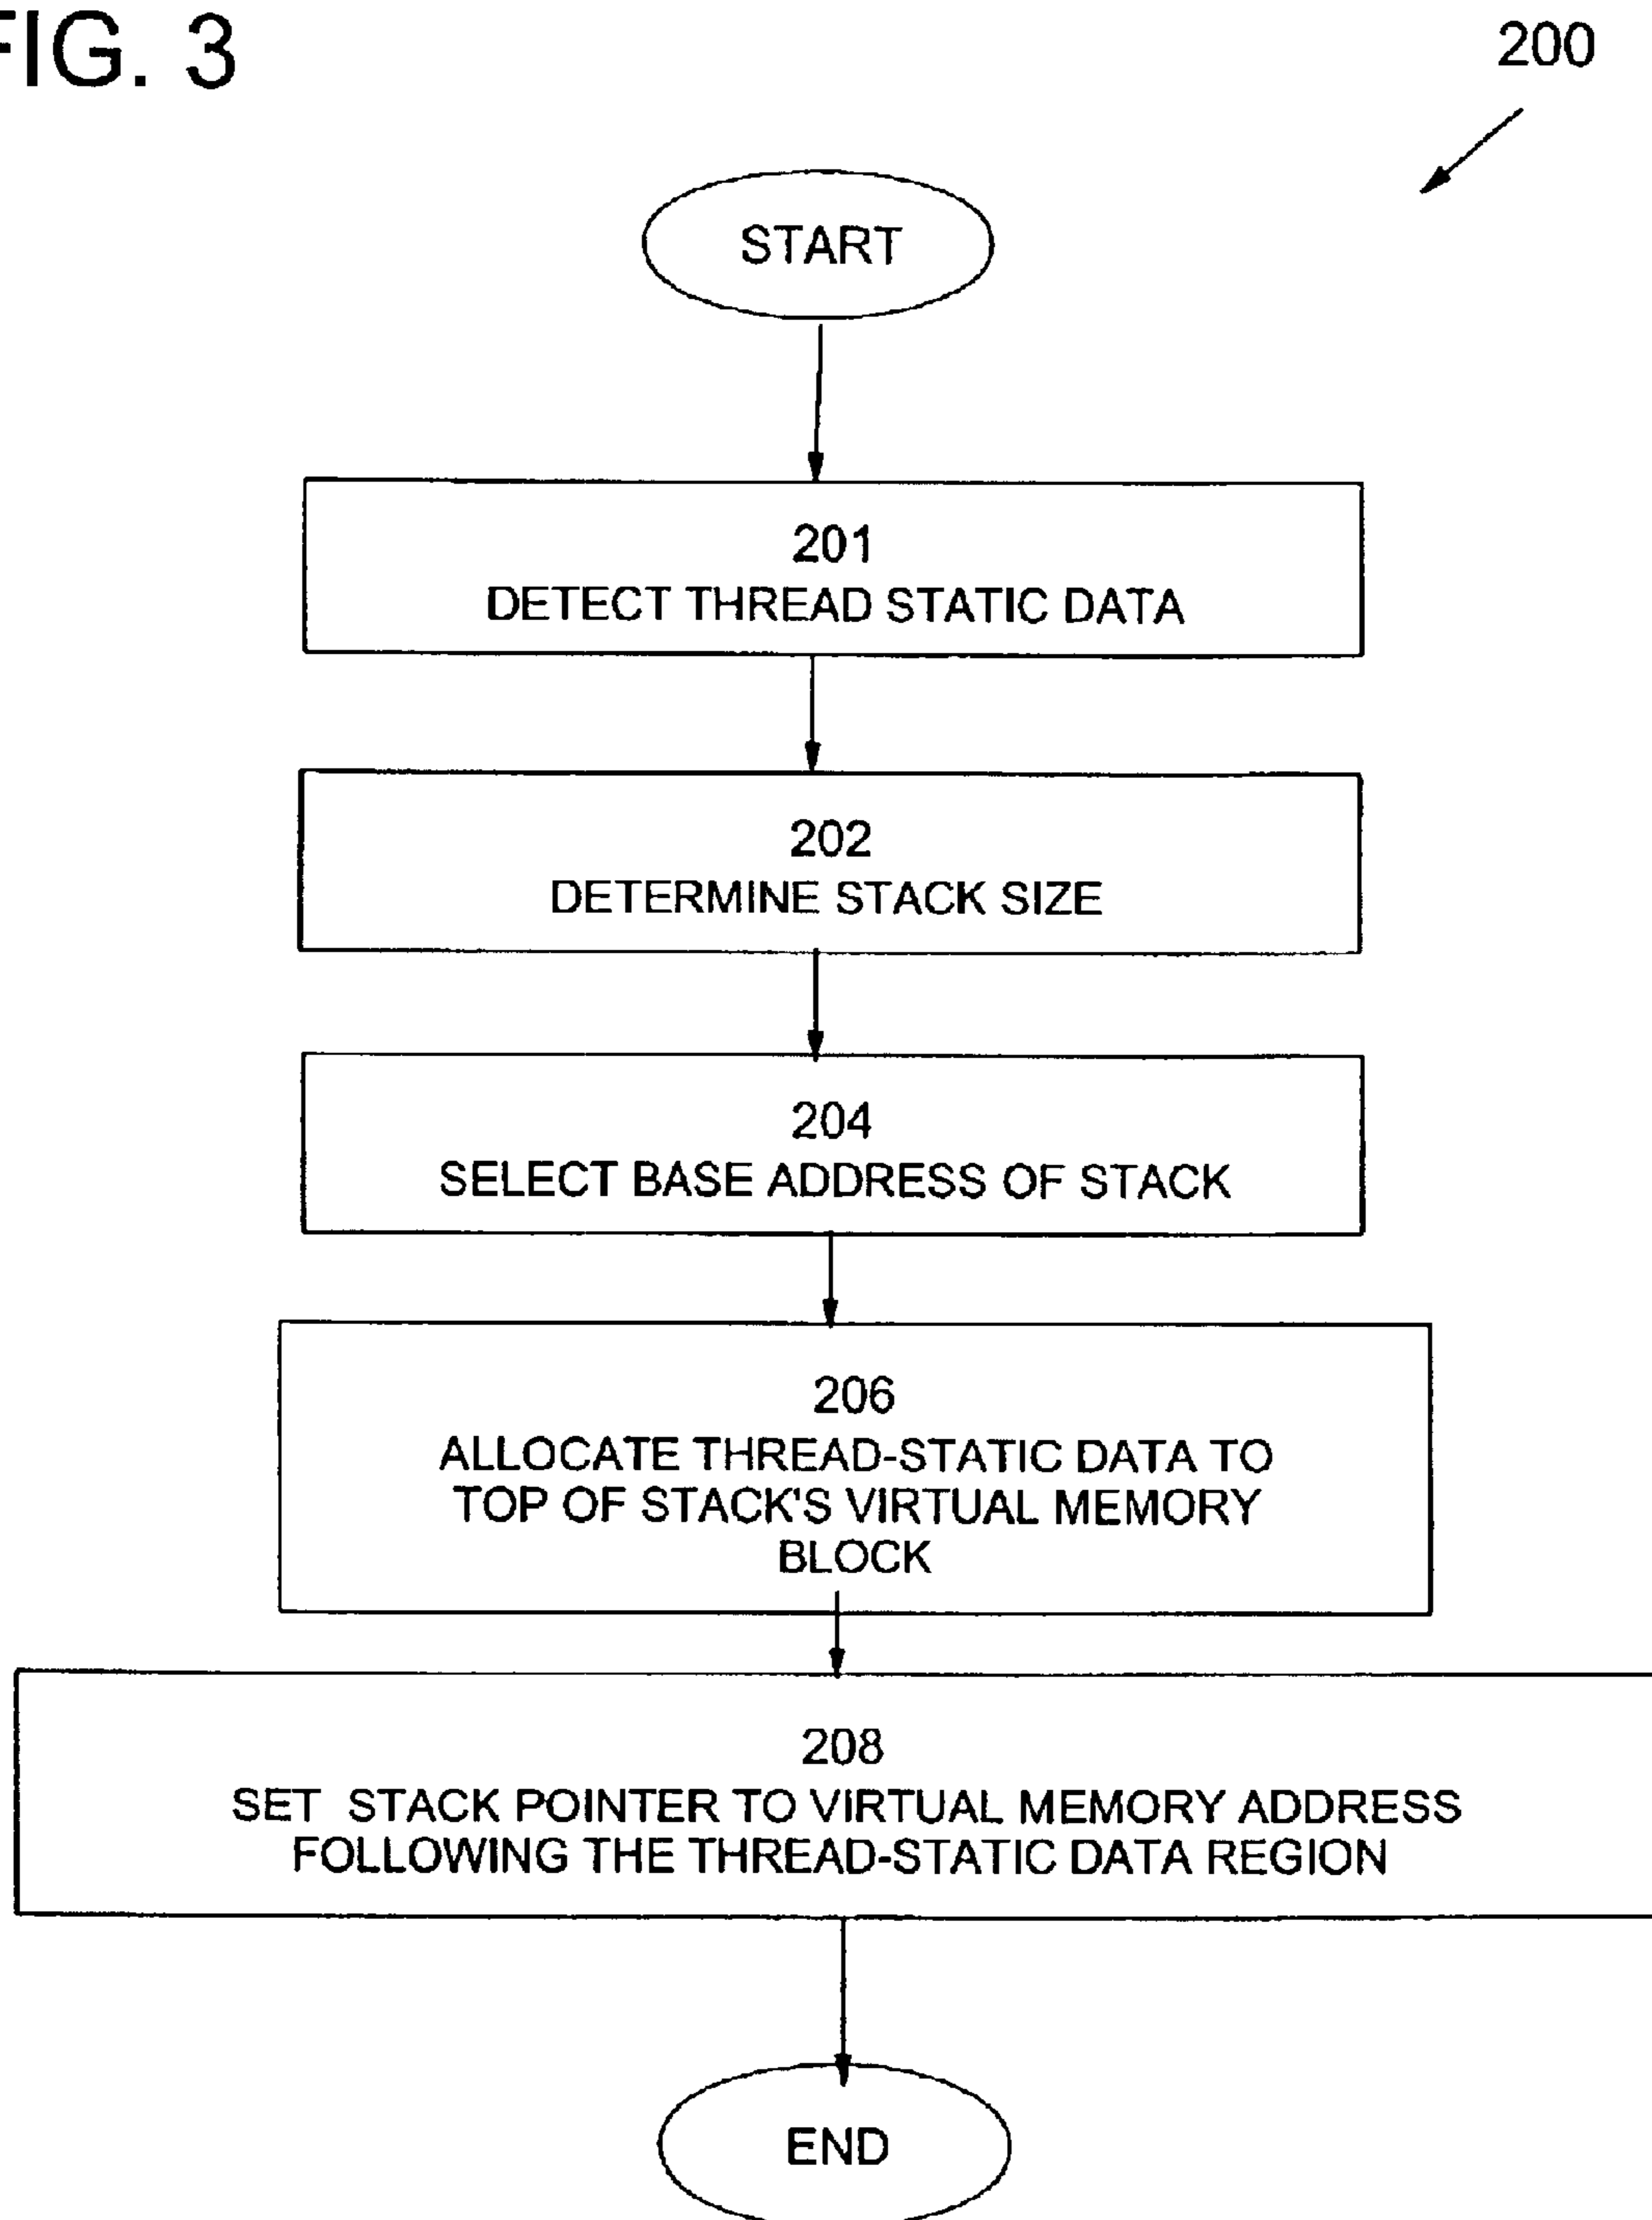 FIG. 3
200
START
201
DETECT THREAD STATIC DATA
202
DETERMINE STACK SIZE
204
SELECT BASE ADDRESS OF STACK
206
ALLOCATE THREAD-STATIC DATA TO
TOP OF STACK'S VIRTUAL MEMORY
BLOCK
208
SET STACK POINTER TO VIRTUAL MEMORY ADDRESS
FOLLOWING THE THREAD-STATIC DATA REGION
END